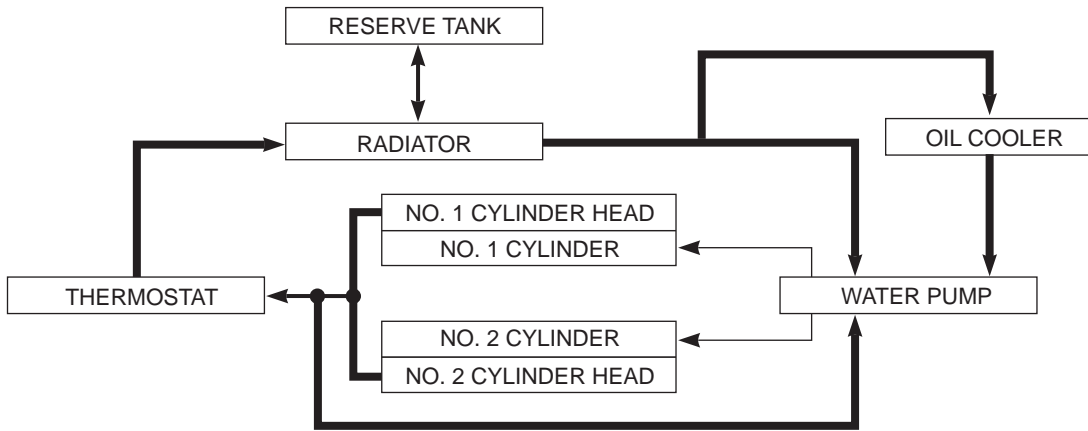 RESERVE TANK
RADIATOR
OIL COOLER
NO. 1 CYLINDER HEAD
NO. 1 CYLINDER
THERMOSTAT
WATER PUMP
NO. 2 CYLINDER
NO. 2 CYLINDER HEAD